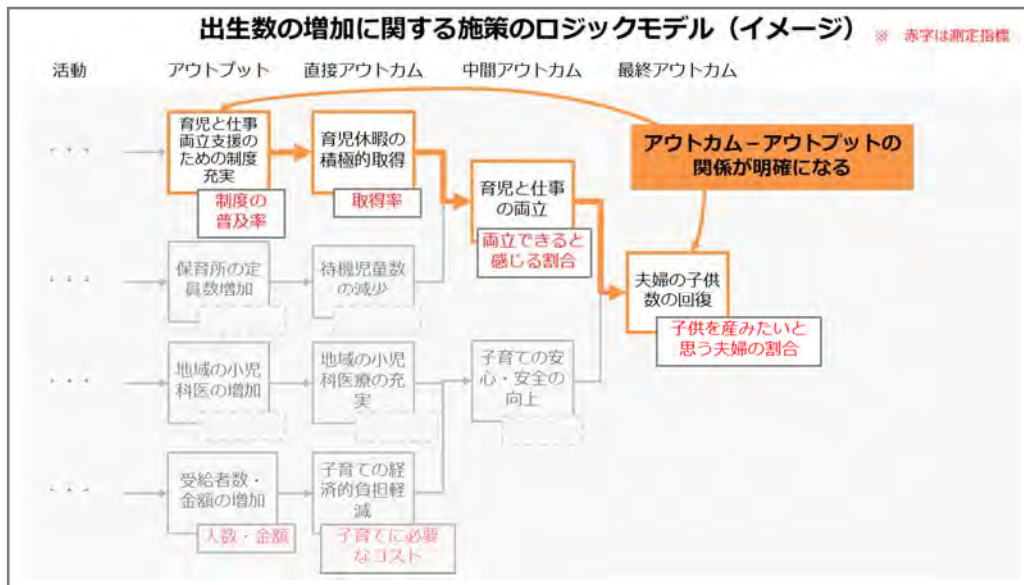 出生数の増加に関する施策のロジックモデル（イメージ）
※ 赤字は測定指標
活動
アウトプット
直接アウトカム
中間アウトカム
最終アウトカム
・・・
育児と仕事
両立支援の
ための制度
充実
制度の
普及率
育児休暇の
積極的取得
取得率
育児と仕事
の両立
両立できると
感じる割合
アウトカム－アウトプットの
関係が明確になる
夫婦の子供
数の回復
子供を産みたいと
思う夫婦の割合
・・・
保育所の定
員数増加
待機児童数
の減少
・・・
地域の小児
科医の増加
地域の小児
科医療の充
実
子育ての安
心・安全の
向上
・・・
受給者数・
金額の増加
人数・金額
子育ての経
済的負担軽
減
子育てに必要
なコスト